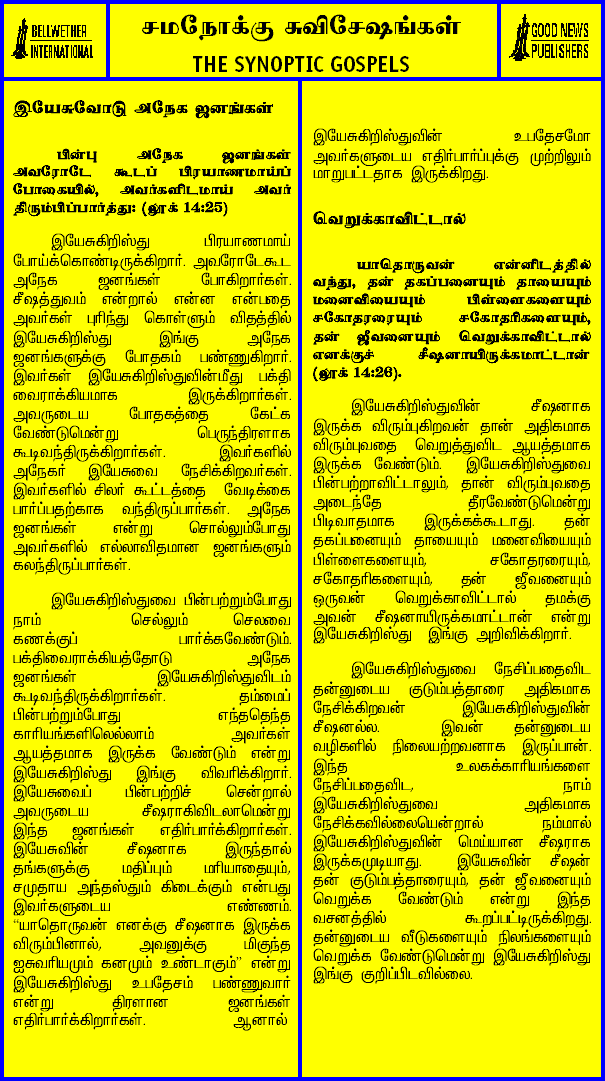 BELLWETHER
INTERNATIONAL
சமநோக்கு சுவிசேஷங்கள்
THE SYNOPTIC GOSPELS
GOOD NEWS
PUBLISHERS
இயேசுவோடு அநேக ஜனங்கள்
பின்பு அநேக ஜனங்கள்
அவரோடே கூடப் பிரயாணமாய்ப்
போகையில், அவர்களிடமாய் அவர்
திரும்பிப்பார்த்து: (லூக் 14:25)
இயேசுகிறிஸ்து பிரயாணமாய்
போய்க்கொண்டிருக்கிறார். அவரோடேகூட
அநேக ஜனங்கள் போகிறார்கள்.
சீஷத்துவம் என்றால் என்ன என்பதை
அவர்கள் புரிந்து கொள்ளும் விதத்தில்
இயேசுகிறிஸ்து இங்கு அநேக
ஜனங்களுக்கு போதகம் பண்ணுகிறார்.
இவர்கள் இயேசுகிறிஸ்துவின்மீது பக்தி
வைராக்கியமாக இருக்கிறார்கள்.
அவருடைய போதகத்தை கேட்க
வேண்டுமென்று பெருந்திரளாக
கூடிவந்திருக்கிறார்கள். இவர்களில்
அநேகர் இயேசுவை நேசிக்கிறவர்கள்.
இவர்களில் சிலர் கூட்டத்தை வேடிக்கை
பார்ப்பதற்காக வந்திருப்பார்கள். அநேக
ஜனங்கள் என்று சொல்லும்போது
அவர்களில் எல்லாவிதமான ஜனங்களும்
கலந்திருப்பார்கள்.
இயேசுகிறிஸ்துவை பின்பற்றும்போது
நாம் செல்லும் செலவை
கணக்குப் பார்க்கவேண்டும்.
பக்திவைராக்கியத்தோடு அநேக
ஜனங்கள் இயேசுகிறிஸ்துவிடம்
கூடிவந்திருக்கிறார்கள். தம்மைப்
பின்பற்றும்போது எந்ததெந்த
காரியங்களிலெல்லாம் அவர்கள்
ஆயத்தமாக இருக்க வேண்டும் என்று
இயேசுகிறிஸ்து இங்கு விவரிக்கிறார்.
இயேசுவைப் பின்பற்றிச் சென்றால்
அவருடைய சீஷராகிவிடலாமென்று
இந்த ஜனங்கள் எதிர்பார்க்கிறார்கள்.
இயேசுவின் சீஷனாக இருந்தால்
தங்களுக்கு மதிப்பும் மரியாதையும்,
சமுதாய அந்தஸ்தும் கிடைக்கும் என்பது
இவர்களுடைய எண்ணம்.
“யாதொருவன் எனக்கு சீஷனாக இருக்க
விரும்பினால், அவனுக்கு மிகுந்த
ஐசுவரியமும் கனமும் உண்டாகும்” என்று
இயேசுகிறிஸ்து உபதேசம் பண்ணுவார்
என்று திரளான ஜனங்கள்
எதிர்பார்க்கிறார்கள். ஆனால்
இயேசுகிறிஸ்துவின் உபதேசமோ
அவர்களுடைய எதிர்பார்ப்புக்கு முற்றிலும்
மாறுபட்டதாக இருக்கிறது.
வெறுக்காவிட்டால்
யாதொருவன் என்னிடத்தில்
வந்து, தன் தகப்பனையும் தாயையும்
மனைவியையும் பிள்ளைகளையும்
சகோதரரையும் சகோதரிகளையும்,
தன் ஜீவனையும் வெறுக்காவிட்டால்
எனக்குச் சீஷனாயிருக்கமாட்டான்
(லூக் 14:26).
இயேசுகிறிஸ்துவின் சீஷனாக
இருக்க விரும்புகிறவன் தான் அதிகமாக
விரும்புவதை வெறுத்துவிட ஆயத்தமாக
இருக்க வேண்டும். இயேசுகிறிஸ்துவை
பின்பற்றாவிட்டாலும், தான் விரும்புவதை
அடைந்தே தீரவேண்டுமென்று
பிடிவாதமாக இருக்கக்கூடாது. தன்
தகப்பனையும் தாயையும் மனைவியையும்
பிள்ளைகளையும், சகோதரரையும்,
சகோதரிகளையும், தன் ஜீவனையும்
ஒருவன் வெறுக்காவிட்டால் தமக்கு
அவன் சீஷனாயிருக்கமாட்டான் என்று
இயேசுகிறிஸ்து இங்கு அறிவிக்கிறார்.
இயேசுகிறிஸ்துவை நேசிப்பதைவிட
தன்னுடைய குடும்பத்தாரை அதிகமாக
நேசிக்கிறவன் இயேசுகிறிஸ்துவின்
சீஷனல்ல. இவன் தன்னுடைய
வழிகளில் நிலையற்றவனாக இருப்பான்.
இந்த உலகக்காரியங்களை
நேசிப்பதைவிட, நாம்
இயேசுகிறிஸ்துவை அதிகமாக
நேசிக்கவில்லையென்றால் நம்மால்
இயேசுகிறிஸ்துவின் மெய்யான சீஷராக
இருக்கமுடியாது. இயேசுவின் சீஷன்
தன் குடும்பத்தாரையும், தன் ஜீவனையும்
வெறுக்க வேண்டும் என்று இந்த
வசனத்தில் கூறப்பட்டிருக்கிறது.
தன்னுடைய வீடுகளையும் நிலங்களையும்
வெறுக்க வேண்டுமென்று இயேசுகிறிஸ்து
இங்கு குறிப்பிடவில்லை.